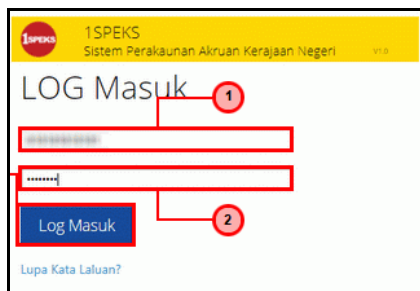 1SPEKS
1SPEKS
Sistem Perakaunan Akruan Kerajaan Negeri V1.0
LOG Masuk
1
Log Masuk
2
Lupa Kata Laluan?